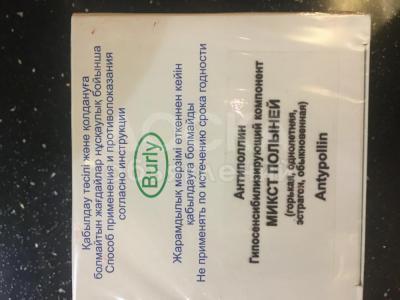 Қабылдау тәсілі және қолдануға
болмайтын жағдайлар нұсқаулық бойынша
Способ применения и противопоказания
согласно инструкции
Burly
Жарамдылық мерзімі өткеннен кейін
қабылдауға болмайды
Не применять по истечению срока годности
Антиполлин
Гипосенсибилизирующий компонент
МИКСТ ПОЛЫНЕЙ
(горькая, однолетняя,
эстрагон, обыкновенная)
Antypollin